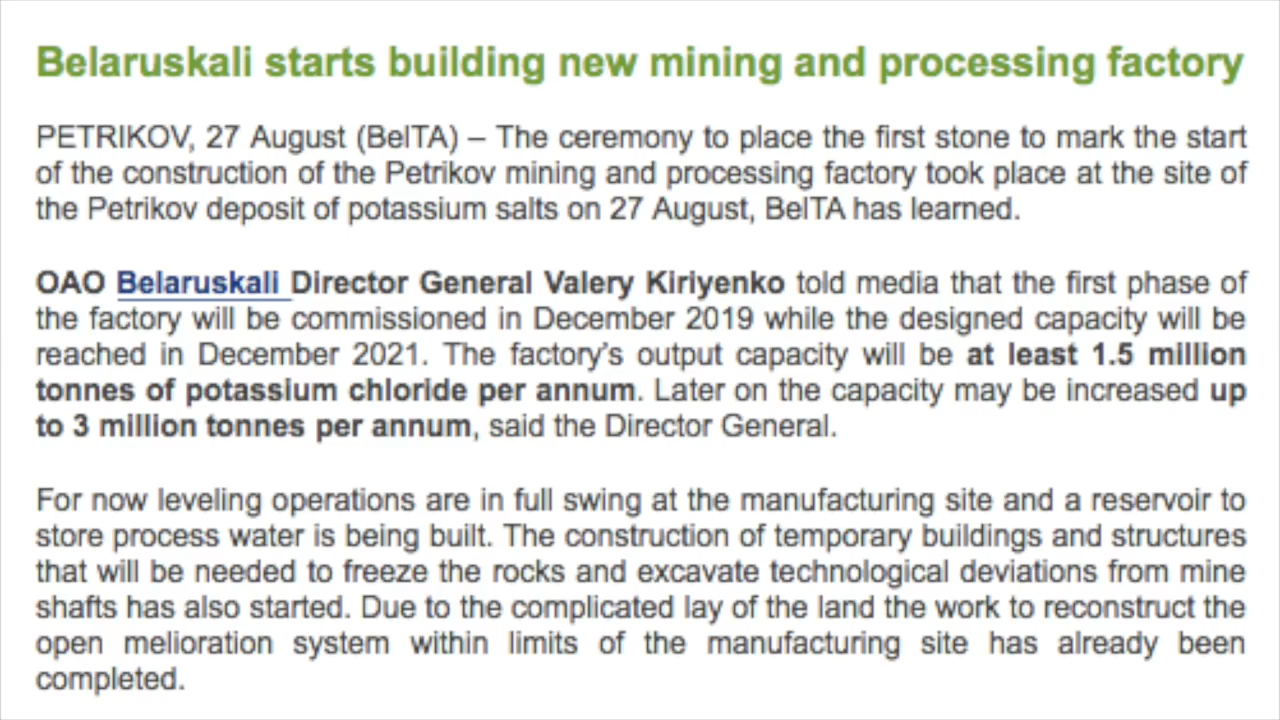 Belaruskali starts building new mining and processing factory
PETRIKOV, 27 August (BelTA) – The ceremony to place the first stone to mark the start
of the construction of the Petrikov mining and processing factory took place at the site of
the Petrikov deposit of potassium salts on 27 August, BelTA has learned.
OAO Belaruskali Director General Valery Kiriyenko told media that the first phase of
the factory will be commissioned in December 2019 while the designed capacity will be
reached in December 2021. The factory’s output capacity will be at least 1.5 million
tonnes of potassium chloride per annum. Later on the capacity may be increased up
to 3 million tonnes per annum, said the Director General.
For now leveling operations are in full swing at the manufacturing site and a reservoir to
store process water is being built. The construction of temporary buildings and structures
that will be needed to freeze the rocks and excavate technological deviations from mine
shafts has also started. Due to the complicated lay of the land the work to reconstruct the
open melioration system within limits of the manufacturing site has already been
completed.